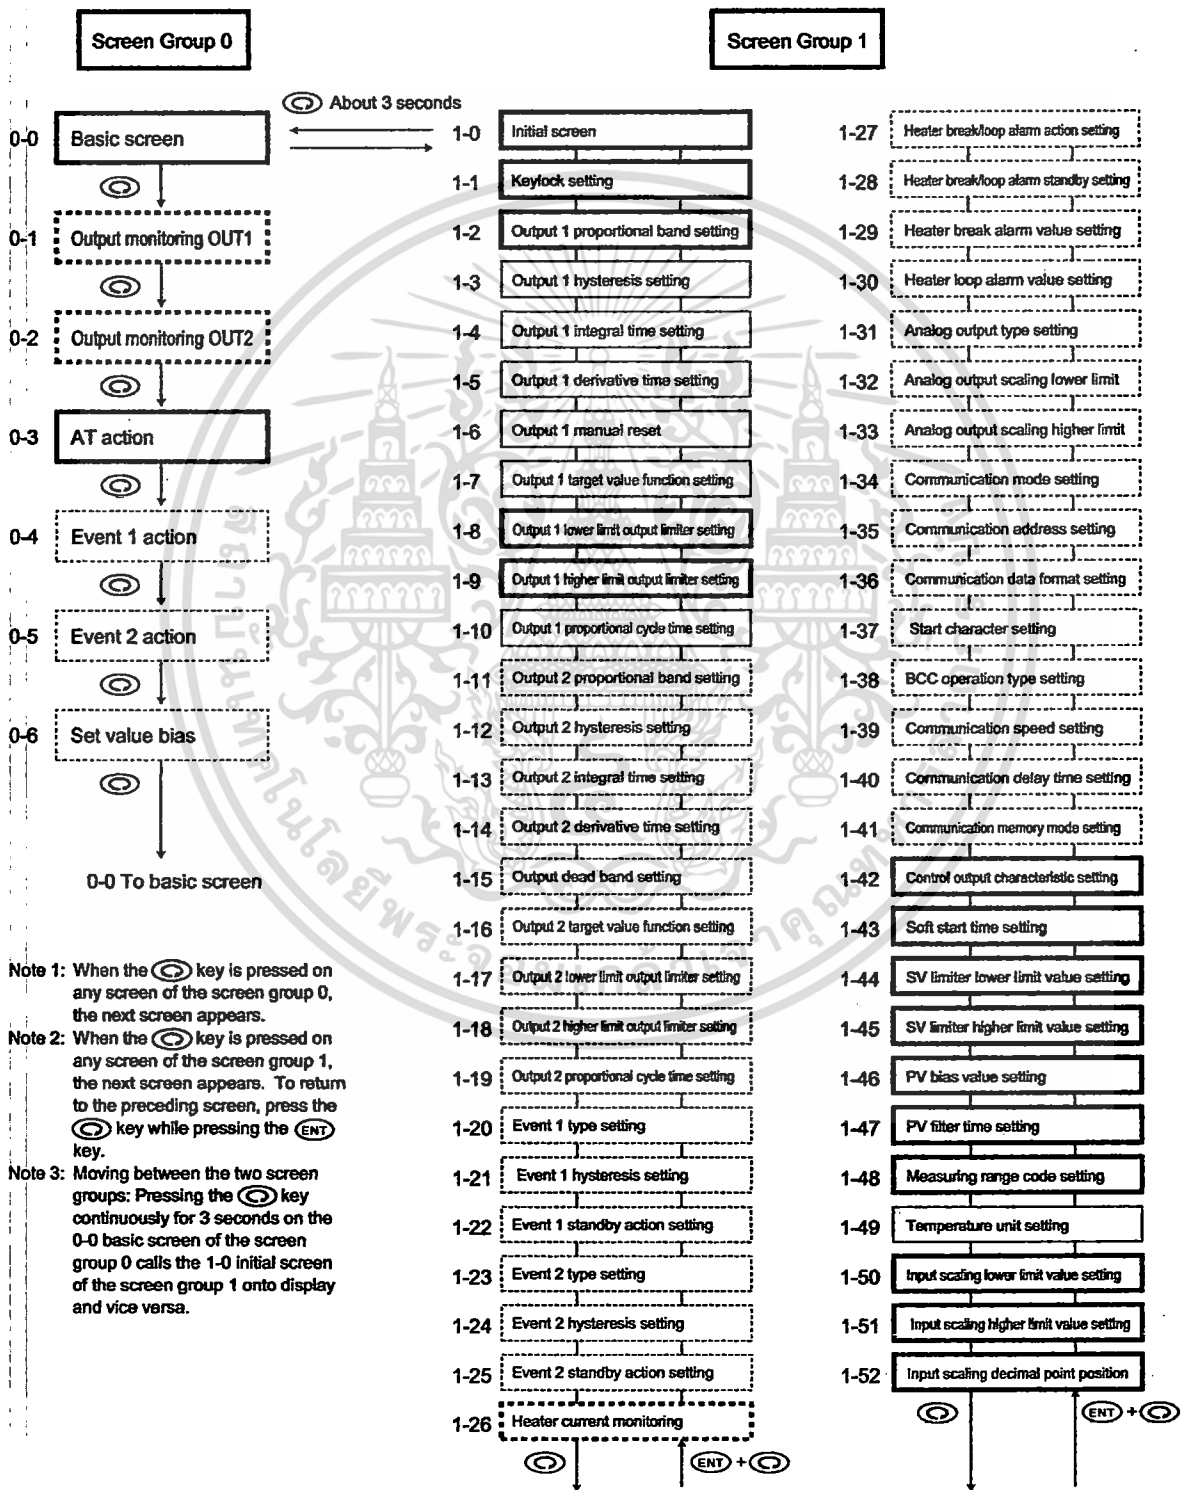 Screen Group 0
Screen Group 1
About 3 seconds
0-0 Basic screen
0-1 Output monitoring OUT1
0-2 Output monitoring OUT2
0-3 AT action
0-4 Event 1 action
0-5 Event 2 action
0-6 Set value bias
0-0 To basic screen
Note 1: When the key is pressed on
any screen of the screen group 0,
the next screen appears.
Note 2: When the key is pressed on
any screen of the screen group 1,
the next screen appears. To return
to the preceding screen, press the
key while pressing the ENT
key.
Note 3: Moving between the two screen
groups: Pressing the key
continuously for 3 seconds on the
0-0 basic screen of the screen
group 0 calls the 1-0 initial screen
of the screen group 1 onto display
and vice versa.
1-0 Initial screen
1-1 Keylock setting
1-2 Output 1 proportional band setting
1-3 Output 1 hysteresis setting
1-4 Output 1 integral time setting
1-5 Output 1 derivative time setting
1-6 Output 1 manual reset
1-7 Output 1 target value function setting
1-8 Output 1 lower limit output limiter setting
1-9 Output 1 higher limit output limiter setting
1-10 Output 1 proportional cycle time setting
1-11 Output 2 proportional band setting
1-12 Output 2 hysteresis setting
1-13 Output 2 integral time setting
1-14 Output 2 derivative time setting
1-15 Output dead band setting
1-16 Output 2 target value function setting
1-17 Output 2 lower limit output limiter setting
1-18 Output 2 higher limit output limiter setting
1-19 Output 2 proportional cycle time setting
1-20 Event 1 type setting
1-21 Event 1 hysteresis setting
1-22 Event 1 standby action setting
1-23 Event 2 type setting
1-24 Event 2 hysteresis setting
1-25 Event 2 standby action setting
1-26 Heater current monitoring
ENT +
1-27 Heater break/loop alarm action setting
1-28 Heater break/loop alarm standby setting
1-29 Heater break alarm value setting
1-30 Heater loop alarm value setting
1-31 Analog output type setting
1-32 Analog output scaling lower limit
1-33 Analog output scaling higher limit
1-34 Communication mode setting
1-35 Communication address setting
1-36 Communication data format setting
1-37 Start character setting
1-38 BCC operation type setting
1-39 Communication speed setting
1-40 Communication delay time setting
1-41 Communication memory mode setting
1-42 Control output characteristic setting
1-43 Soft start time setting
1-44 SV limiter lower limit value setting
1-45 SV limiter higher limit value setting
1-46 PV bias value setting
1-47 PV filter time setting
1-48 Measuring range code setting
1-49 Temperature unit setting
1-50 Input scaling lower limit value setting
1-51 Input scaling higher limit value setting
1-52 Input scaling decimal point position
ENT +